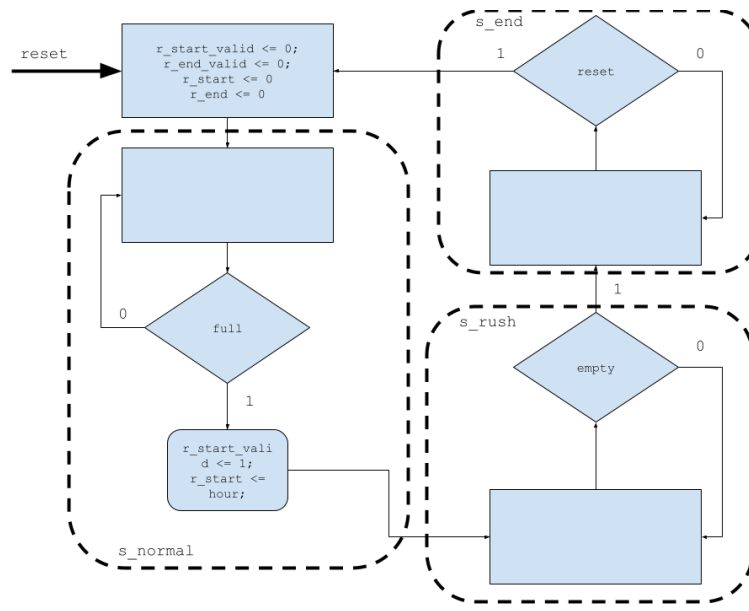 reset
r_start_valid <= 0;
r_end_valid <= 0;
r_start <= 0
r_end <= 0
s_end
1
0
reset
0
full
1
r_start_vali
d <= 1;
r_start <=
hour;
s_normal
1
s_rush
0
empty